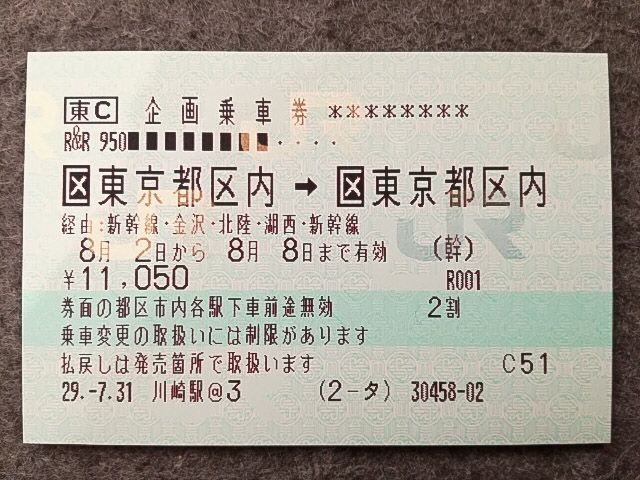 東C 企画乗車券 ********
R&R 950■■■■■■■■····
区東京都区内 → 区東京都区内
経由:新幹線・金沢・北陸・湖西・新幹線
8月 2日から 8月 8日まで有効 (幹)
¥11,050 R001
券面の都区市内各駅下車前途無効 2割
乗車変更の取扱いには制限があります
払戻しは発売箇所で取扱います C51
29.-7.31 川崎駅@3 (2-タ) 30458-02